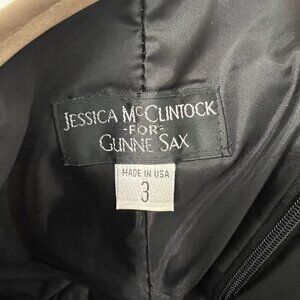 JESSICA McCLINTOCK
-FOR-
GUNNE SAX
MADE IN USA
3